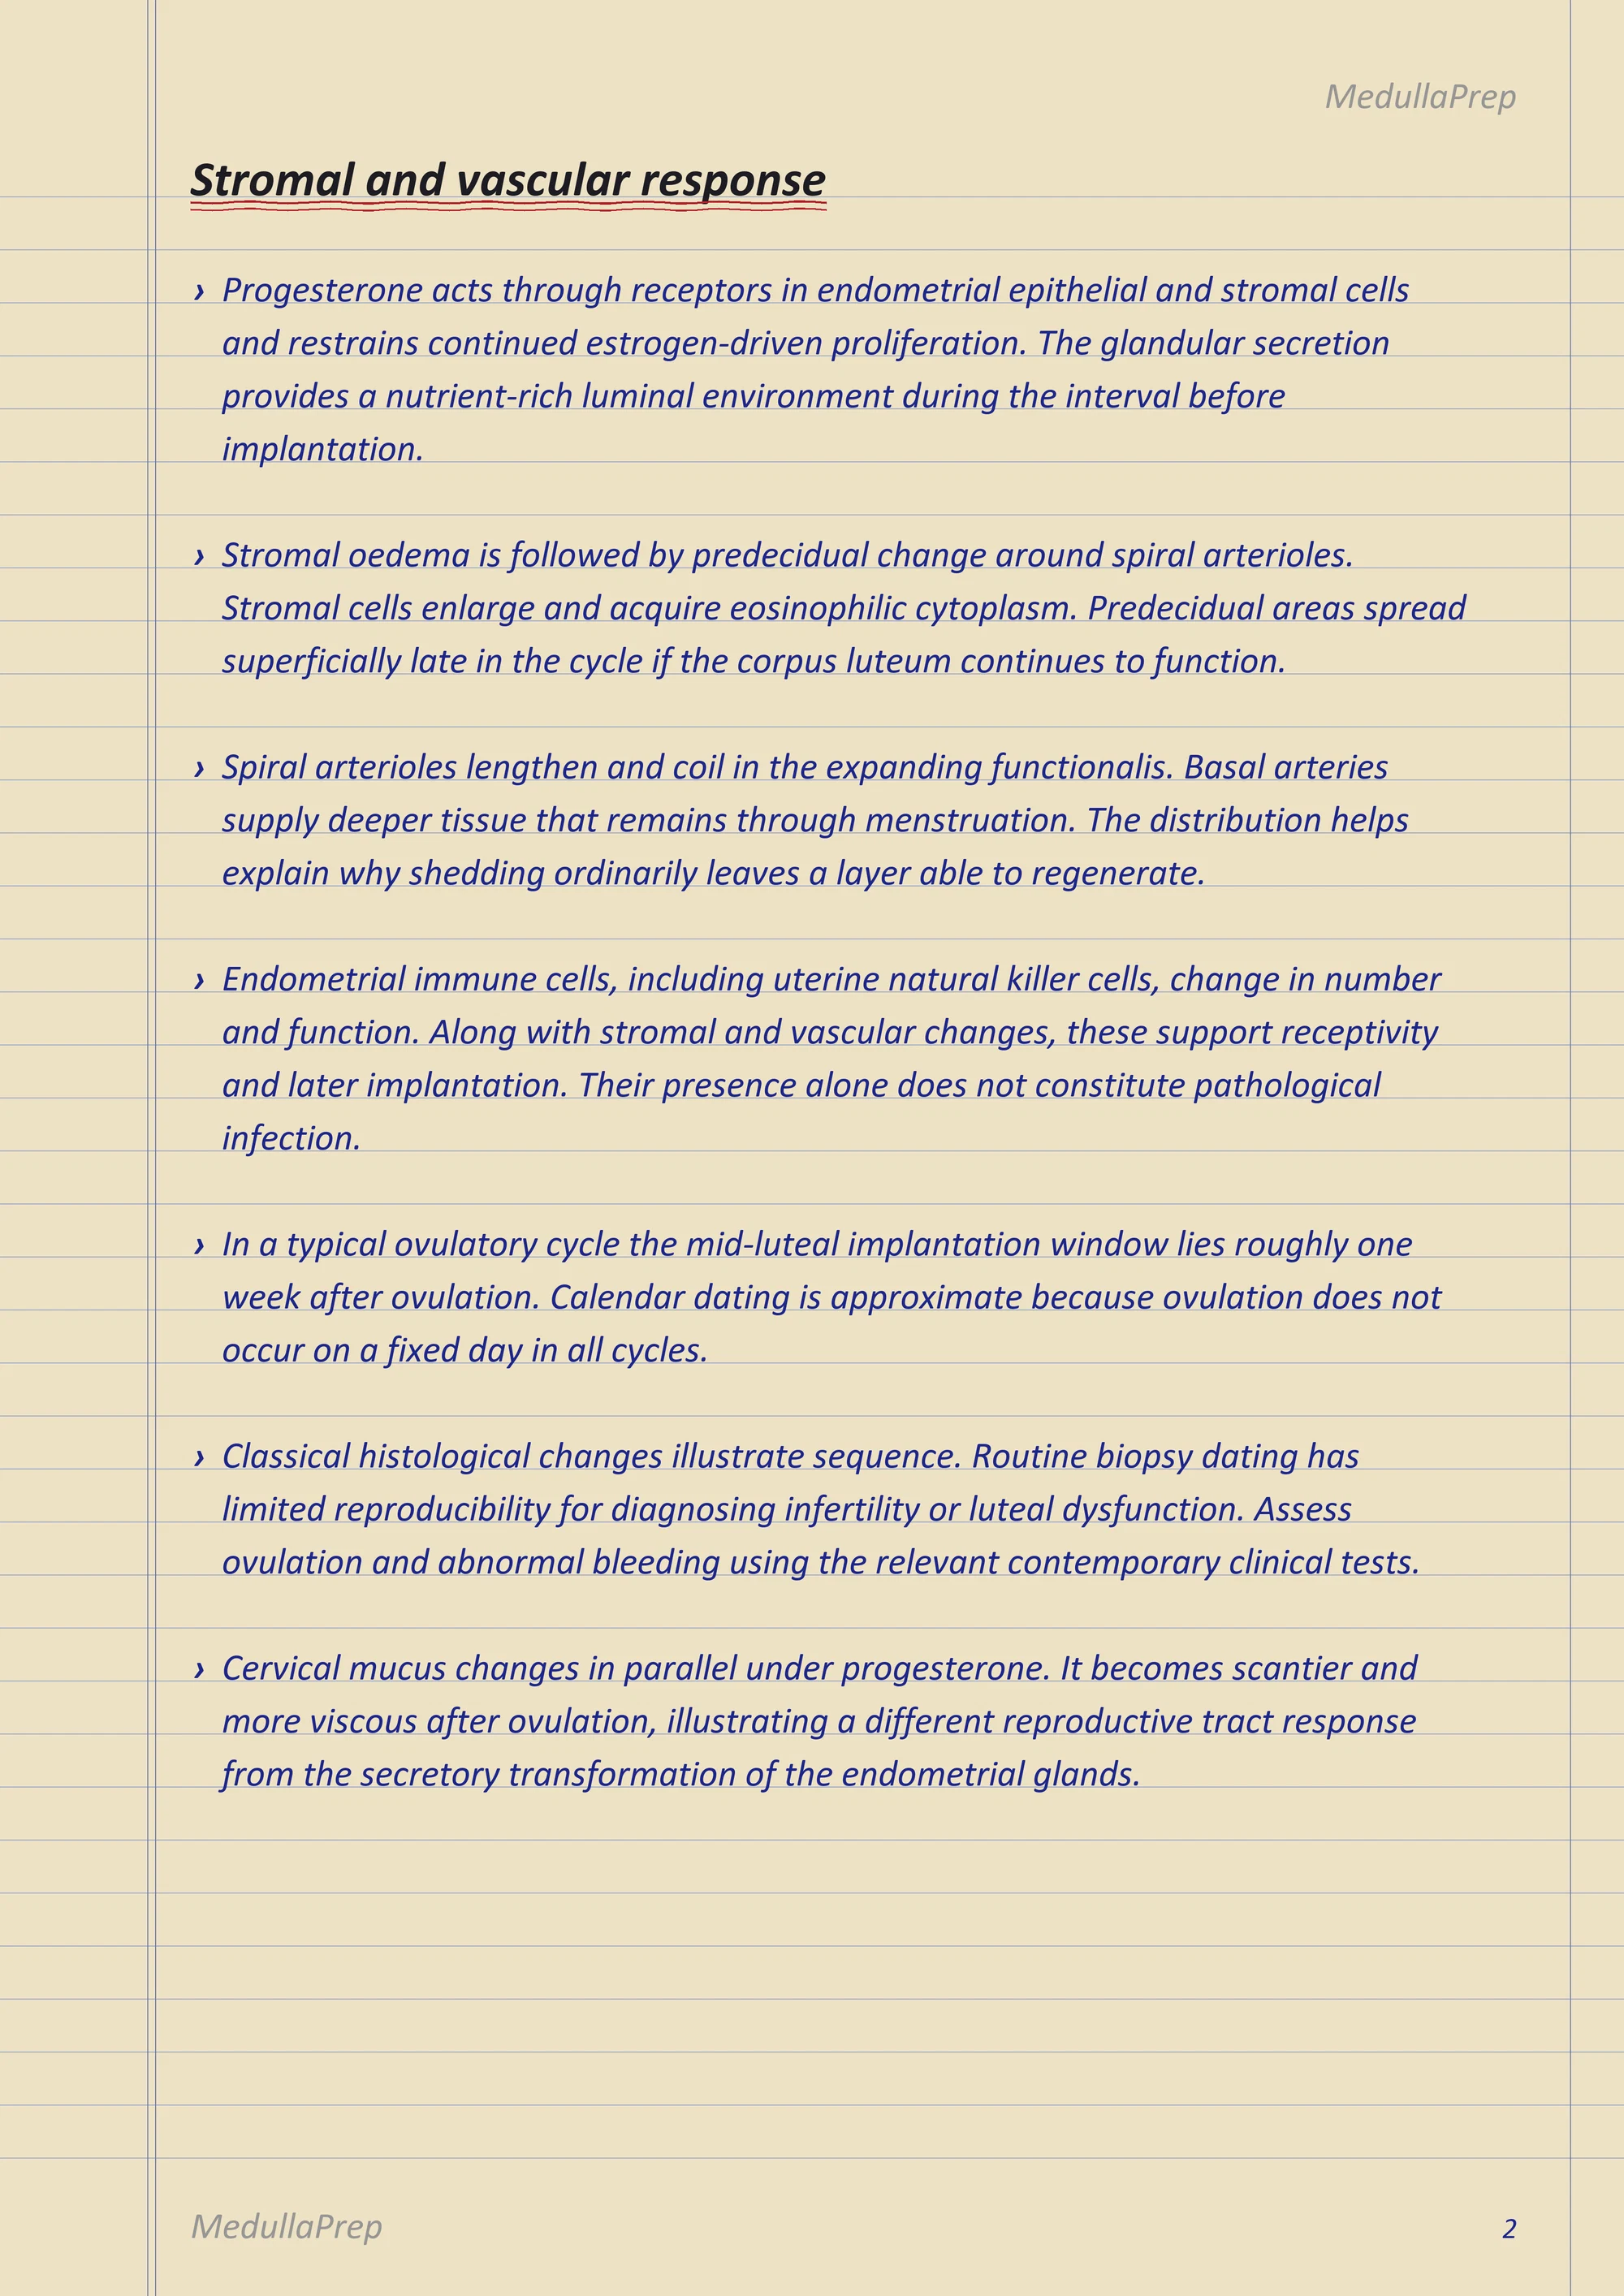 MedullaPrep
Stromal and vascular response
› Progesterone acts through receptors in endometrial epithelial and stromal cells
and restrains continued estrogen-driven proliferation. The glandular secretion
provides a nutrient-rich luminal environment during the interval before
implantation.
› Stromal oedema is followed by predecidual change around spiral arterioles.
Stromal cells enlarge and acquire eosinophilic cytoplasm. Predecidual areas spread
superficially late in the cycle if the corpus luteum continues to function.
› Spiral arterioles lengthen and coil in the expanding functionalis. Basal arteries
supply deeper tissue that remains through menstruation. The distribution helps
explain why shedding ordinarily leaves a layer able to regenerate.
› Endometrial immune cells, including uterine natural killer cells, change in number
and function. Along with stromal and vascular changes, these support receptivity
and later implantation. Their presence alone does not constitute pathological
infection.
› In a typical ovulatory cycle the mid-luteal implantation window lies roughly one
week after ovulation. Calendar dating is approximate because ovulation does not
occur on a fixed day in all cycles.
› Classical histological changes illustrate sequence. Routine biopsy dating has
limited reproducibility for diagnosing infertility or luteal dysfunction. Assess
ovulation and abnormal bleeding using the relevant contemporary clinical tests.
› Cervical mucus changes in parallel under progesterone. It becomes scantier and
more viscous after ovulation, illustrating a different reproductive tract response
from the secretory transformation of the endometrial glands.
MedullaPrep
2